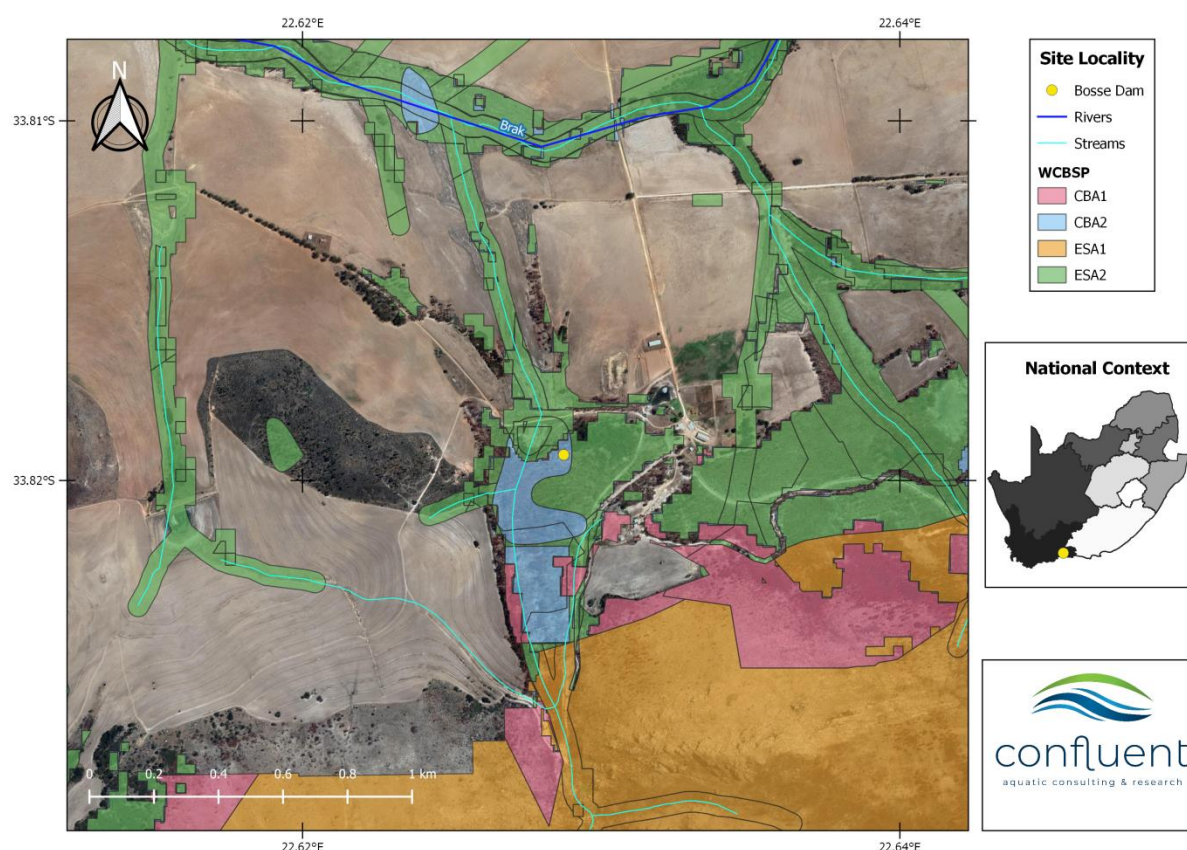 22.62°E
22.64°E
N
33.81°S
Brak
33.82°S
0 0.2 0.4 0.6 0.8 1 km
22.62°E
22.64°E
Site Locality
Bosse Dam
Rivers
Streams
WCBSP
CBA1
CBA2
ESA1
ESA2
National Context
confluent
aquatic consulting & research